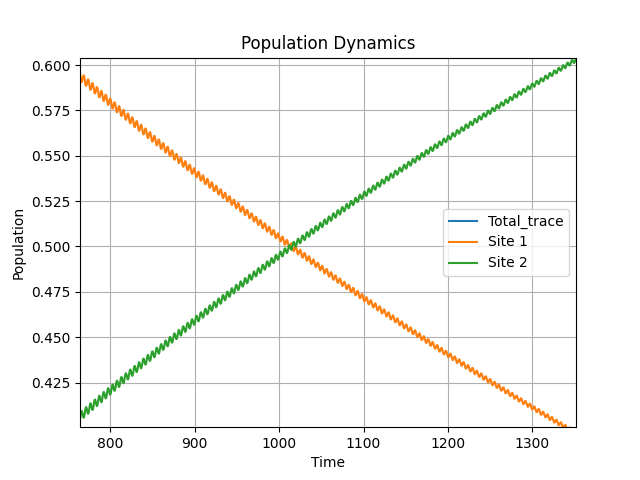 Population Dynamics
0.600
0.575
0.550
0.525
0.500
0.475
0.450
0.425
Population
Total_trace
Site 1
Site 2
800 900 1000 1100 1200 1300
Time